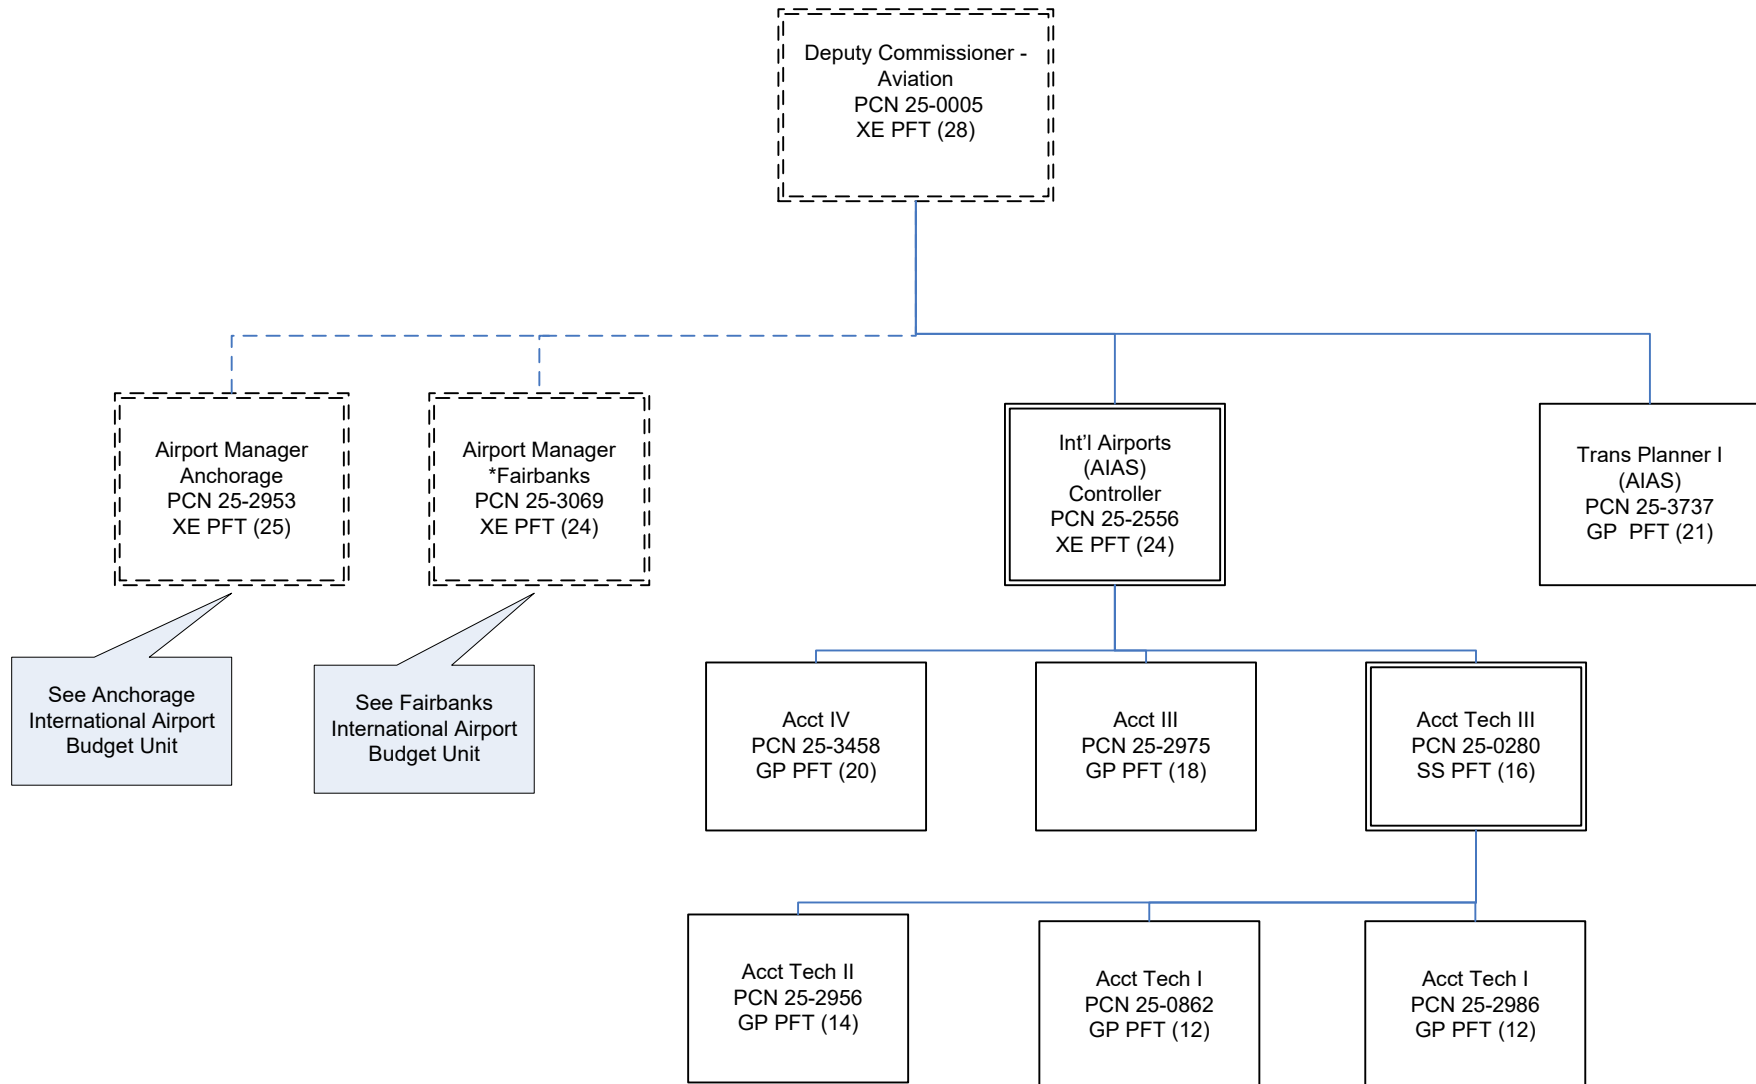 Deputy Commissioner -
Aviation
PCN 25-0005
XE PFT (28)
Airport Manager
Anchorage
PCN 25-2953
XE PFT (25)
Airport Manager
*Fairbanks
PCN 25-3069
XE PFT (24)
Int'l Airports
(AIAS)
Controller
PCN 25-2556
XE PFT (24)
Trans Planner I
(AIAS)
PCN 25-3737
GP  PFT (21)
See Anchorage
International Airport
Budget Unit
See Fairbanks
International Airport
Budget Unit
Acct IV
PCN 25-3458
GP PFT (20)
Acct III
PCN 25-2975
GP PFT (18)
Acct Tech III
PCN 25-0280
SS PFT (16)
Acct Tech II
PCN 25-2956
GP PFT (14)
Acct Tech I
PCN 25-0862
GP PFT (12)
Acct Tech I
PCN 25-2986
GP PFT (12)